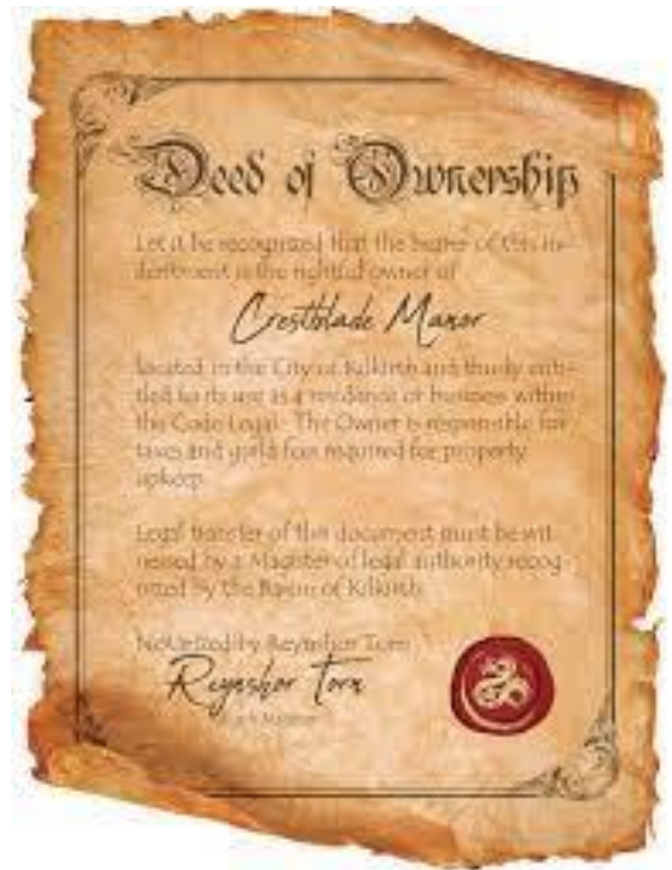 Deed of Ownership
Let it be recognized that the bearer of this in-
dentment is the rightful owner of
Crestblade Manor
located in the City of Kilkirth and thusly enti-
tled to its use as a residence or business within
the Code Legal. The Owner is responsible for
taxes and guild fees required for property
upkeep.
Legal transfer of this document must be wit-
nessed by a Magister of legal authority recog-
nized by the Baron of Kilkirth.
Notarized by Reynshor Torn
Reynshor Torn